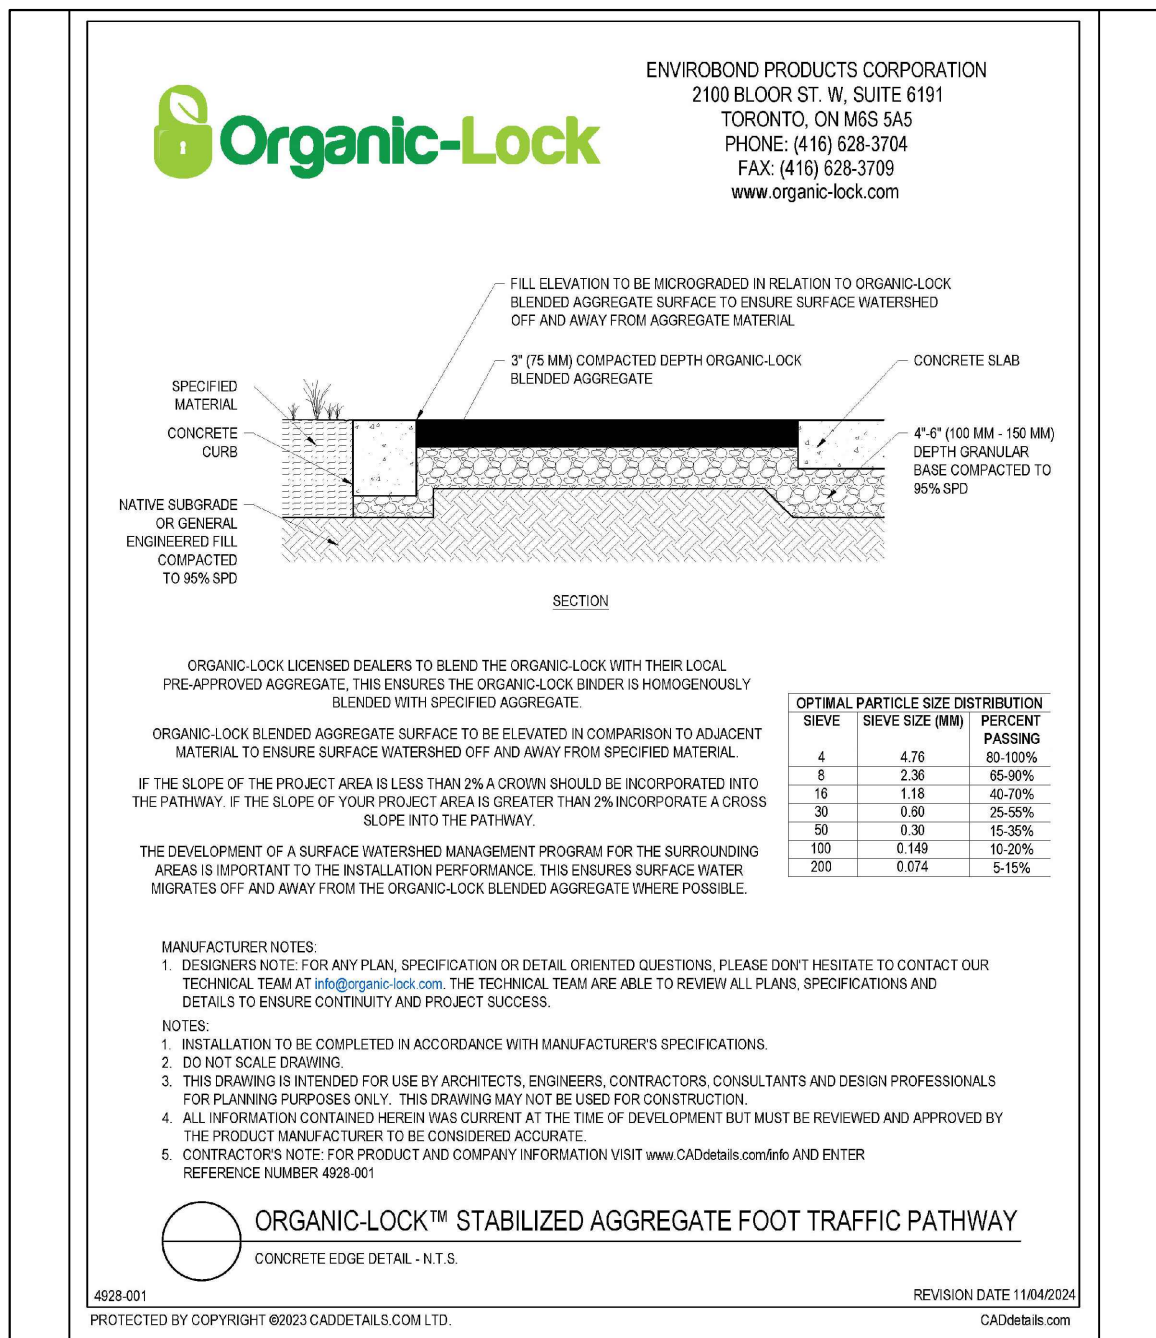 Organic-Lock
ENVIROBOND PRODUCTS CORPORATION
2100 BLOOR ST. W, SUITE 6191
TORONTO, ON M6S 5A5
PHONE: (416) 628-3704
FAX: (416) 628-3709
www.organic-lock.com
FILL ELEVATION TO BE MICROGRADED IN RELATION TO ORGANIC-LOCK
BLENDED AGGREGATE SURFACE TO ENSURE SURFACE WATERSHED
OFF AND AWAY FROM AGGREGATE MATERIAL
3" (75 MM) COMPACTED DEPTH ORGANIC-LOCK
BLENDED AGGREGATE
CONCRETE SLAB
SPECIFIED
MATERIAL
CONCRETE
CURB
4"-6" (100 MM - 150 MM)
DEPTH GRANULAR
BASE COMPACTED TO
95% SPD
NATIVE SUBGRADE
OR GENERAL
ENGINEERED FILL
COMPACTED
TO 95% SPD
SECTION
ORGANIC-LOCK LICENSED DEALERS TO BLEND THE ORGANIC-LOCK WITH THEIR LOCAL
PRE-APPROVED AGGREGATE, THIS ENSURES THE ORGANIC-LOCK BINDER IS HOMOGENOUSLY
BLENDED WITH SPECIFIED AGGREGATE.
ORGANIC-LOCK BLENDED AGGREGATE SURFACE TO BE ELEVATED IN COMPARISON TO ADJACENT
MATERIAL TO ENSURE SURFACE WATERSHED OFF AND AWAY FROM SPECIFIED MATERIAL.
IF THE SLOPE OF THE PROJECT AREA IS LESS THAN 2% A CROWN SHOULD BE INCORPORATED INTO
THE PATHWAY. IF THE SLOPE OF YOUR PROJECT AREA IS GREATER THAN 2% INCORPORATE A CROSS
SLOPE INTO THE PATHWAY.
THE DEVELOPMENT OF A SURFACE WATERSHED MANAGEMENT PROGRAM FOR THE SURROUNDING
AREAS IS IMPORTANT TO THE INSTALLATION PERFORMANCE. THIS ENSURES SURFACE WATER
MIGRATES OFF AND AWAY FROM THE ORGANIC-LOCK BLENDED AGGREGATE WHERE POSSIBLE.
OPTIMAL PARTICLE SIZE DISTRIBUTION
SIEVE SIEVE SIZE (MM) PERCENT
PASSING
4 4.76 80-100%
8 2.36 65-90%
16 1.18 40-70%
30 0.60 25-55%
50 0.30 15-35%
100 0.149 10-20%
200 0.074 5-15%
MANUFACTURER NOTES:
1. DESIGNERS NOTE: FOR ANY PLAN, SPECIFICATION OR DETAIL ORIENTED QUESTIONS, PLEASE DON'T HESITATE TO CONTACT OUR
TECHNICAL TEAM AT info@organic-lock.com. THE TECHNICAL TEAM ARE ABLE TO REVIEW ALL PLANS, SPECIFICATIONS AND
DETAILS TO ENSURE CONTINUITY AND PROJECT SUCCESS.
NOTES:
1. INSTALLATION TO BE COMPLETED IN ACCORDANCE WITH MANUFACTURER'S SPECIFICATIONS.
2. DO NOT SCALE DRAWING.
3. THIS DRAWING IS INTENDED FOR USE BY ARCHITECTS, ENGINEERS, CONTRACTORS, CONSULTANTS AND DESIGN PROFESSIONALS
FOR PLANNING PURPOSES ONLY. THIS DRAWING MAY NOT BE USED FOR CONSTRUCTION.
4. ALL INFORMATION CONTAINED HEREIN WAS CURRENT AT THE TIME OF DEVELOPMENT BUT MUST BE REVIEWED AND APPROVED BY
THE PRODUCT MANUFACTURER TO BE CONSIDERED ACCURATE.
5. CONTRACTOR'S NOTE: FOR PRODUCT AND COMPANY INFORMATION VISIT www.CADdetails.com/info AND ENTER
REFERENCE NUMBER 4928-001
ORGANIC-LOCK™ STABILIZED AGGREGATE FOOT TRAFFIC PATHWAY
CONCRETE EDGE DETAIL - N.T.S.
4928-001
REVISION DATE 11/04/2024
PROTECTED BY COPYRIGHT ©2023 CADDETAILS.COM LTD.
CADdetails.com